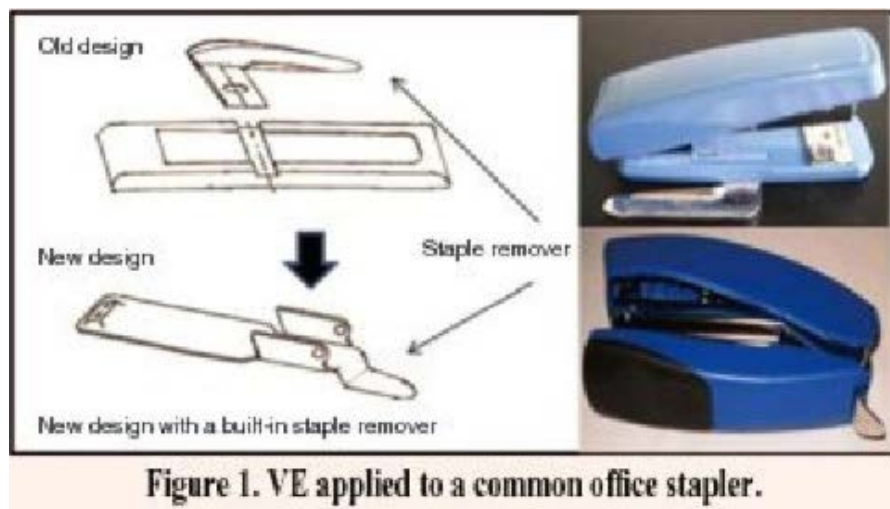 Old design
New design
Staple remover
New design with a built-in staple remover
Figure 1. VE applied to a common office stapler.